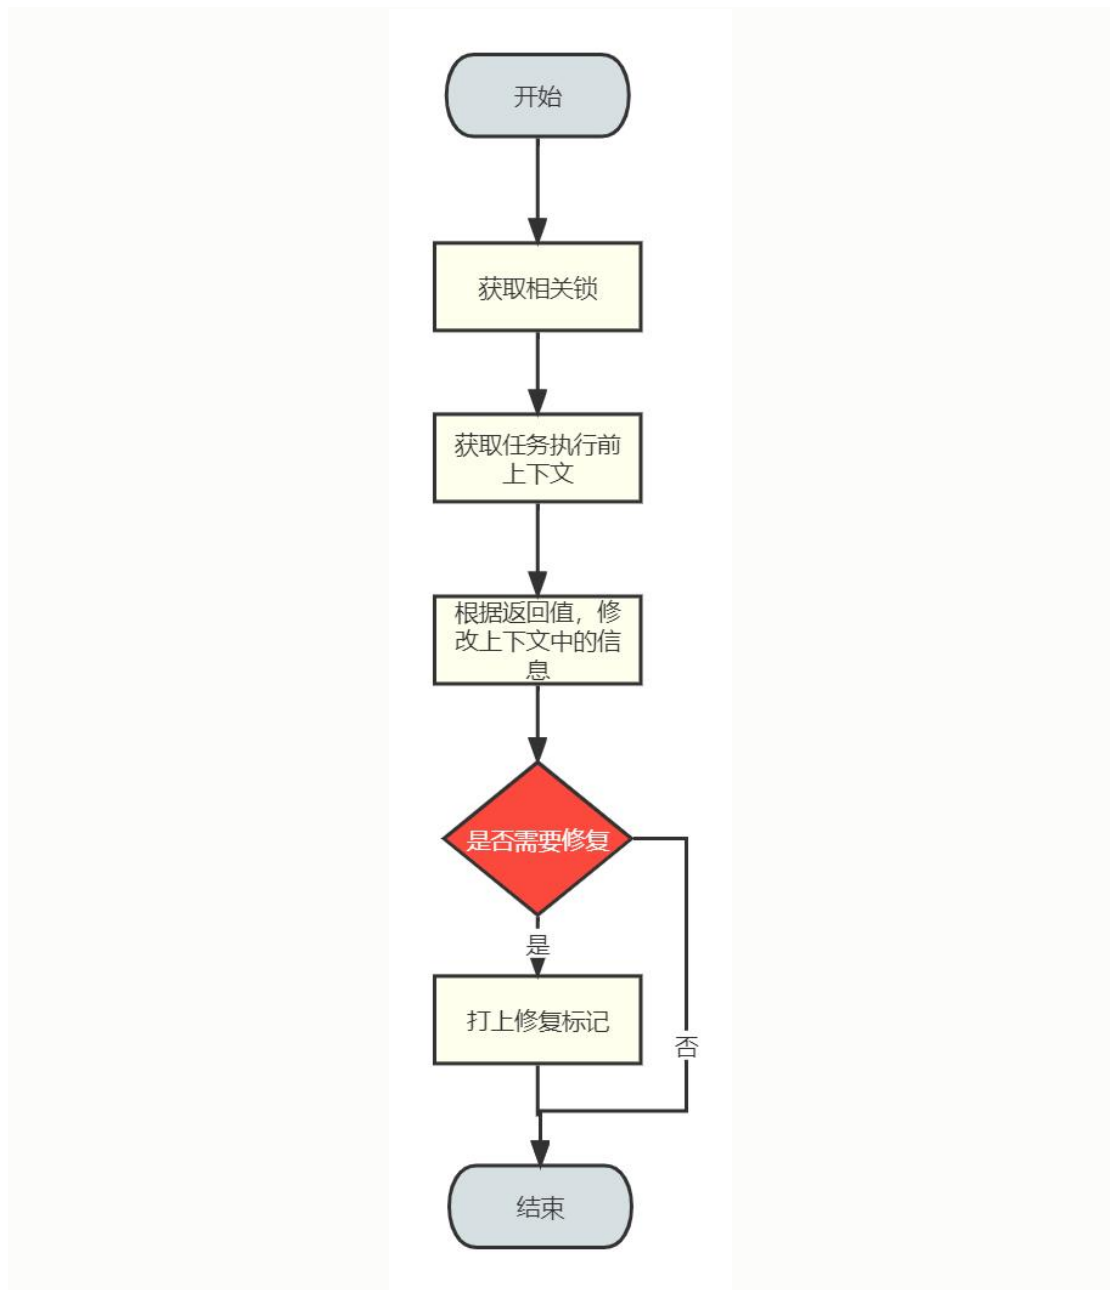 开始
获取相关锁
获取任务执行前
上下文
根据返回值，修
改上下文中的信
息
是否需要修复
是
打上修复标记
否
结束